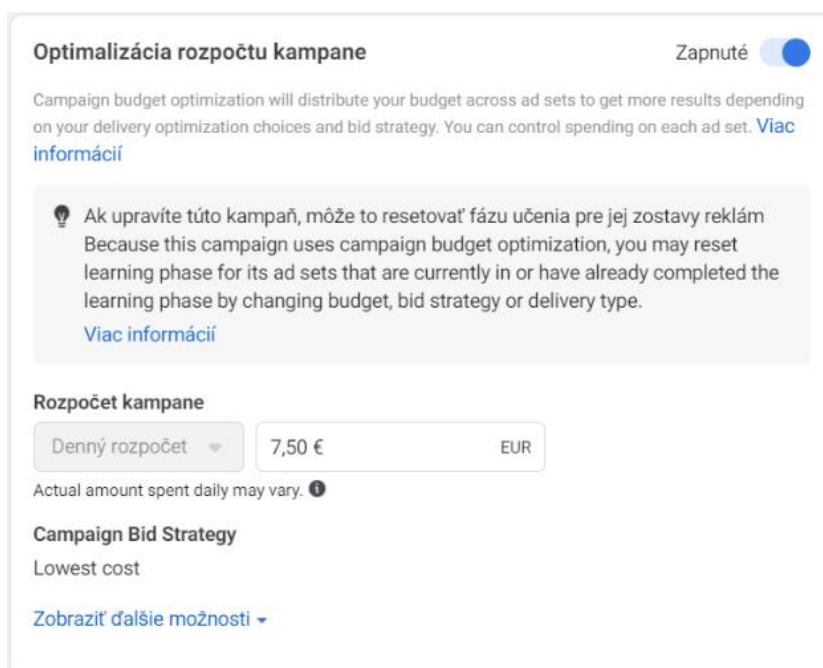 Optimalizácia rozpočtu kampane
Zapnuté
Campaign budget optimization will distribute your budget across ad sets to get more results depending
on your delivery optimization choices and bid strategy. You can control spending on each ad set. Viac
informácií
Ak upravíte túto kampaň, môže to resetovať fázu učenia pre jej zostavy reklám
Because this campaign uses campaign budget optimization, you may reset
learning phase for its ad sets that are currently in or have already completed the
learning phase by changing budget, bid strategy or delivery type.
Viac informácií
Rozpočet kampane
Denný rozpočet
7,50 €
EUR
Actual amount spent daily may vary.
Campaign Bid Strategy
Lowest cost
Zobraziť ďalšie možnosti